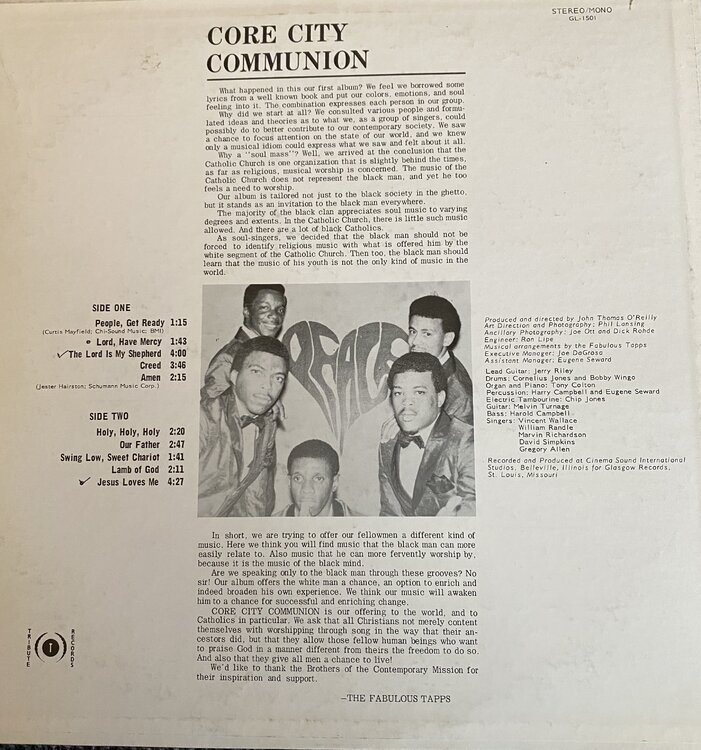 STEREO/MONO
GL-1501
CORE CITY
COMMUNION
What happened in this our first album? We feel we borrowed some
lyrics from a well known book and put our colors, emotions, and soul
feeling into it. The combination expresses each person in our group.
Why did we start at all? We consulted various people and formu-
lated ideas and theories as to what we, as a group of singers, could
possibly do to better contribute to our contemporary society. We saw
a chance to focus attention on the state of our world, and we knew
only a musical idiom could express what we saw and felt about it all.
Why a "soul mass"? Well, we arrived at the conclusion that the
Catholic Church is one organization that is slightly behind the times,
as far as religious, musical worship is concerned. The music of the
Catholic Church does not represent the black man, and yet he too
feels a need to worship.
Our album is tailored not just to the black society in the ghetto,
but it stands as an invitation to the black man everywhere.
The majority of the black clan appreciates soul music to varying
degrees and extents. In the Catholic Church, there is little such music
allowed. And there are a lot of black Catholics.
As soul-singers, we decided that the black man should not be
forced to identify religious music with what is offered him by the
white segment of the Catholic Church. Then too, the black man should
learn that the music of his youth is not the only kind of music in the
world.
SIDE ONE
People, Get Ready 1:15
(Curtis Mayfield; Chi-Sound Music; BMI)
Lord, Have Mercy 1:43
The Lord Is My Shepherd 4:00
Creed 3:46
Amen 2:15
(Jester Hairston; Schumann Music Corp.)
SIDE TWO
Holy, Holy, Holy 2:20
Our Father 2:47
Swing Low, Sweet Chariot 1:41
Lamb of God 2:11
Jesus Loves Me 4:27
PEACE
Produced and directed by John Thomas O'Reilly
Art Direction and Photography: Phil Lansing
Ancillary Photography: Joe Ott and Dick Rohde
Engineer: Ron Lipe
Musical arrangements by the Fabulous Tapps
Executive Manager: Joe DaGrosa
Assistant Manager: Eugene Seward
Lead Guitar: Jerry Riley
Drums: Cornelius Jones and Bobby Wingo
Organ and Piano: Tony Colton
Percussion: Harry Campbell and Eugene Seward
Electric Tambourine: Chip Jones
Guitar: Melvin Turnage
Bass: Harold Campbell
Singers: Vincent Wallace
William Randle
Marvin Richardson
David Simpkins
Gregory Allen
Recorded and Produced at Cinema Sound International
Studios, Belleville, Illinois for Glasgow Records,
St. Louis, Missouri
In short, we are trying to offer our fellowmen a different kind of
music. Here we think you will find music that the black man can more
easily relate to. Also music that he can more fervently worship by,
because it is the music of the black mind.
Are we speaking only to the black man through these grooves? No
sir! Our album offers the white man a chance, an option to enrich and
indeed broaden his own experience. We think our music will awaken
him to a chance for successful and enriching change.
CORE CITY COMMUNION is our offering to the world, and to
Catholics in particular. We ask that all Christians not merely content
themselves with worshipping through song in the way that their an-
cestors did, but that they allow those fellow human beings who want
to praise God in a manner different from theirs the freedom to do so.
And also that they give all men a chance to live!
We'd like to thank the Brothers of the Contemporary Mission for
their inspiration and support.
—THE FABULOUS TAPPS
TRIBUTE
T
RECORDS